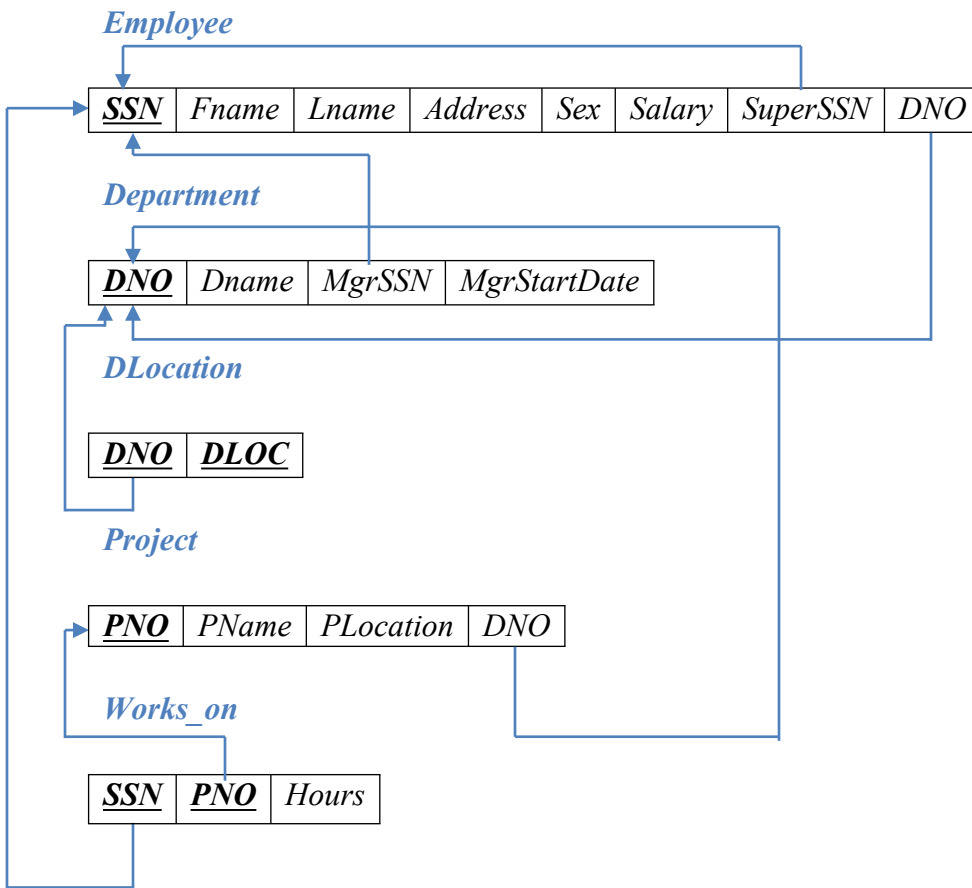 Employee
SSN Fname Lname Address Sex Salary SuperSSN DNO
Department
DNO Dname MgrSSN MgrStartDate
DLocation
DNO DLOC
Project
PNO PName PLocation DNO
Works_on
SSN PNO Hours